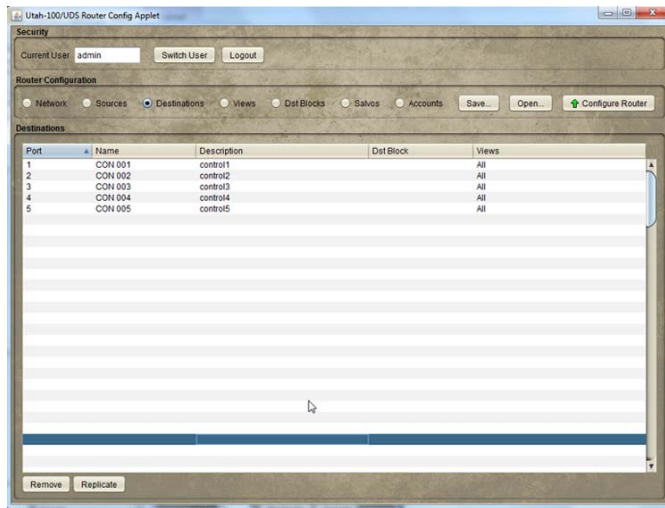 Utah-100/UDS Router Config Applet
Security
Current User admin Switch User Logout
Router Configuration
Network Sources Destinations Views Dst Blocks Salvos Accounts Save... Open... Configure Router
Destinations
Port Name Description Dst Block Views
1 CON 001 control1 All
2 CON 002 control2 All
3 CON 003 control3 All
4 CON 004 control4 All
5 CON 005 control5 All
Remove Replicate